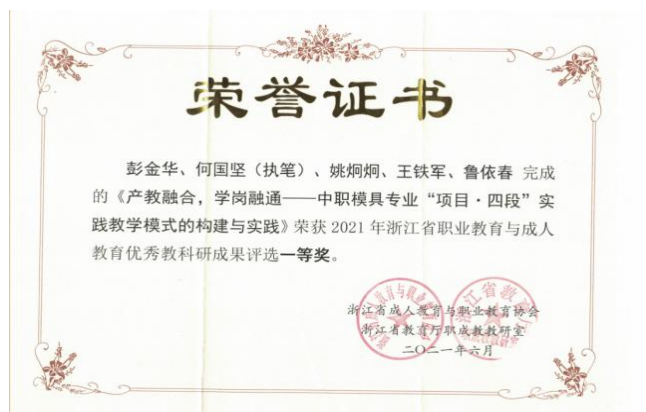 荣誉证书
彭金华、何国坚（执笔）、姚炯炯、王铁军、鲁依春 完成
的《产教融合，学岗融通——中职模具专业“项目·四段”实
践教学模式的构建与实践》荣获 2021 年浙江省职业教育与成人
教育优秀教科研成果评选一等奖。
浙江省成人教育与职业教育协会
浙江省教育厅职成教教研室
二〇二一年六月